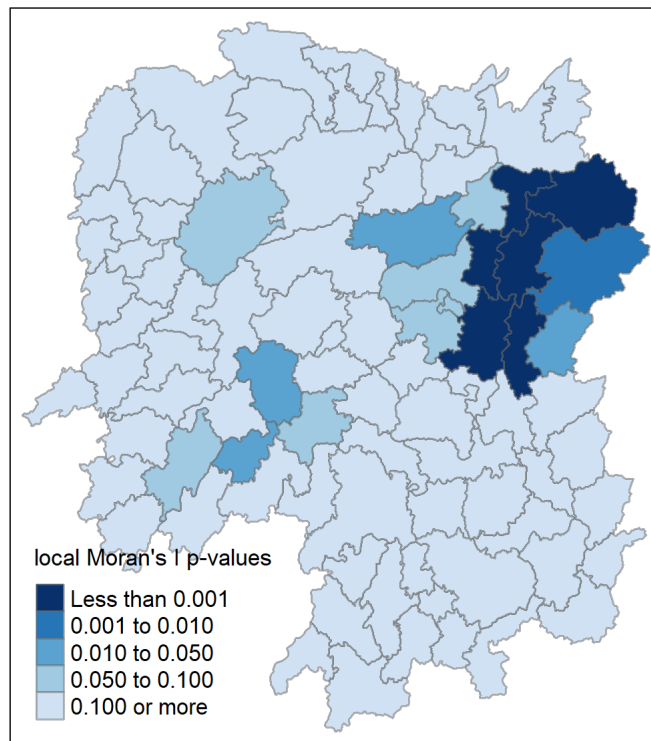 local Moran's I p-values
Less than 0.001
0.001 to 0.010
0.010 to 0.050
0.050 to 0.100
0.100 or more